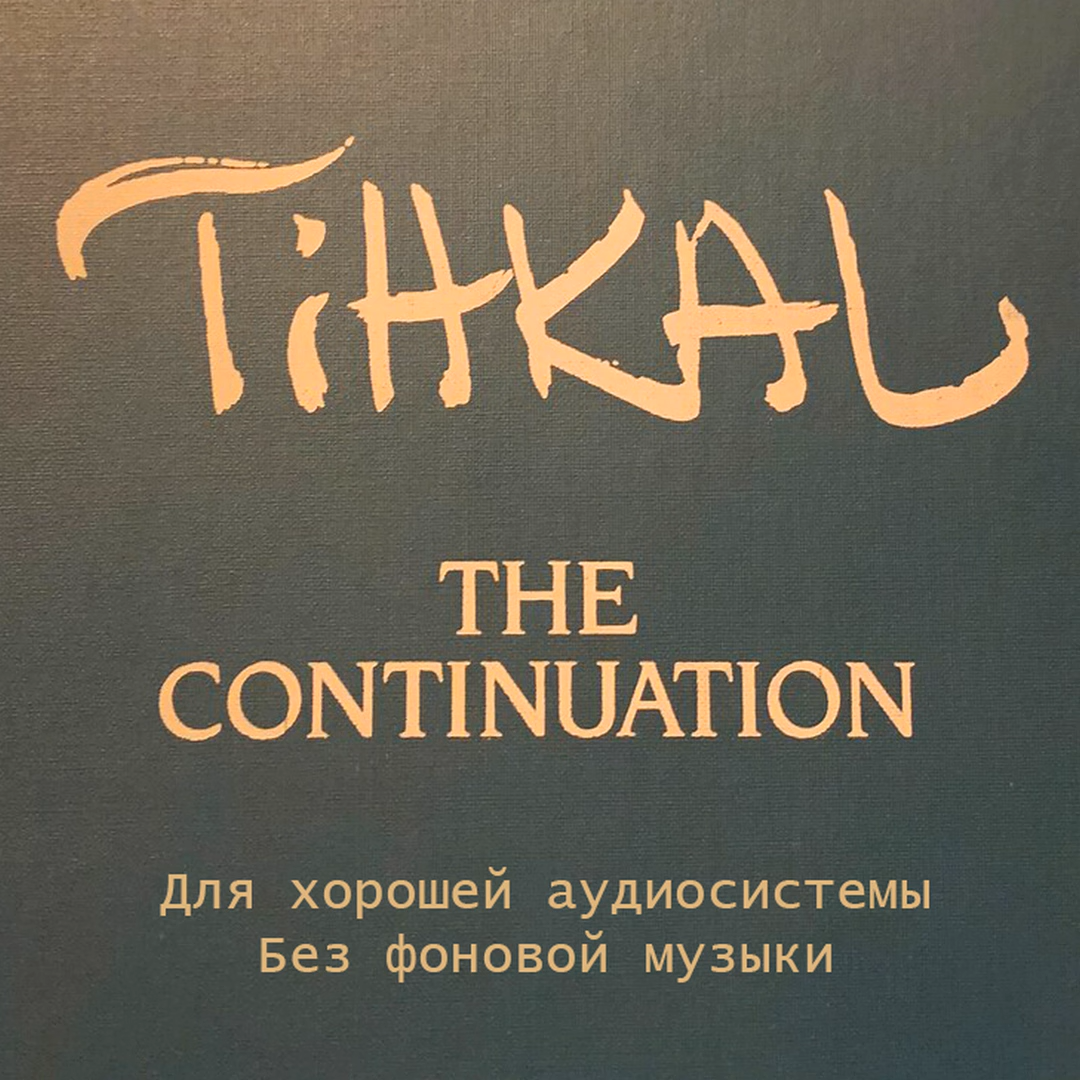 TiHKAL
THE
CONTINUATION
Для хорошей аудиосистемы
Без фоновой музыки